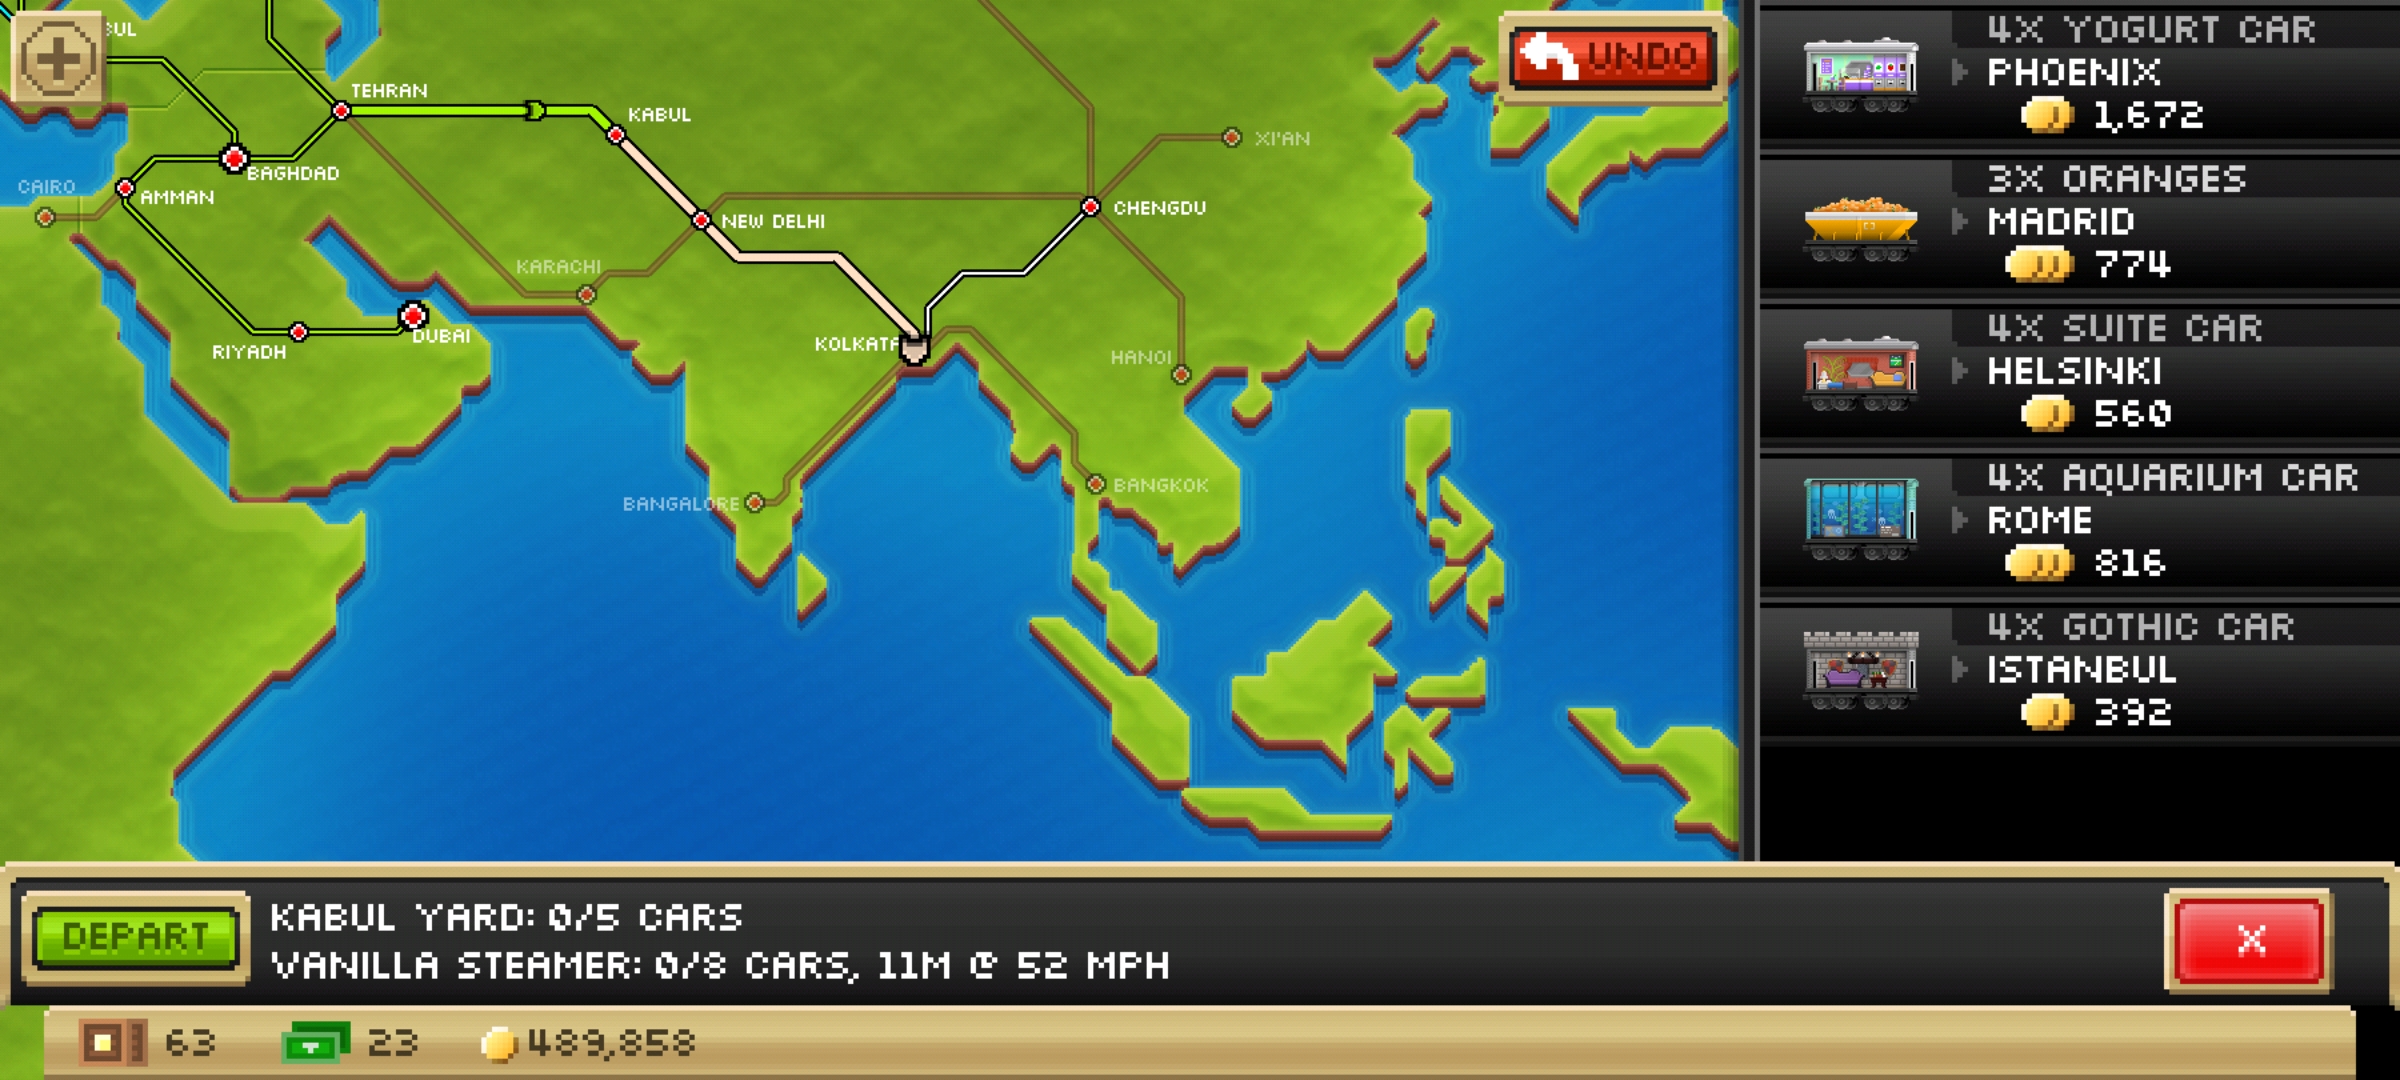 BUL
TEHRAN
KABUL
BAGHDAD
CAIRO
AMMAN
NEW DELHI
KARACHI
XI'AN
CHENGDU
DUBAI
RIYADH
KOLKATA
HANOI
BANGALORE
BANGKOK
UNDO
4X YOGURT CAR
PHOENIX
1,672
3X ORANGES
MADRID
774
4X SUITE CAR
HELSINKI
560
4X AQUARIUM CAR
ROME
816
4X GOTHIC CAR
ISTANBUL
392
DEPART
KABUL YARD: 0/5 CARS
VANILLA STEAMER: 0/8 CARS, 11M @ 52 MPH
X
63
23
489,858